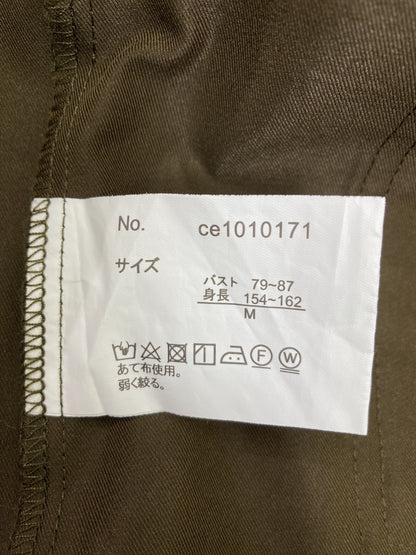 No. ce1010171
サイズ
バスト 79~87
身長 154~162
M
F W
あて布使用。
弱く絞る。